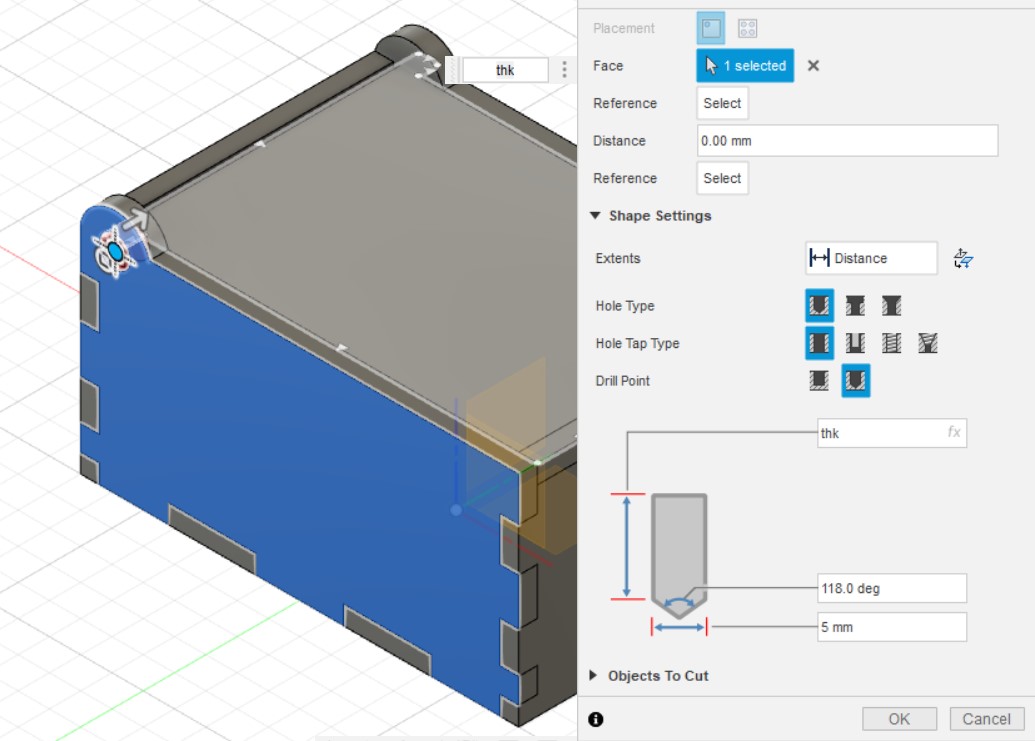 thk
Placement
Face 1 selected
Reference Select
Distance 0.00 mm
Reference Select
Shape Settings
Extents Distance
Hole Type
Hole Tap Type
Drill Point
thk fx
118.0 deg
5 mm
Objects To Cut
OK Cancel